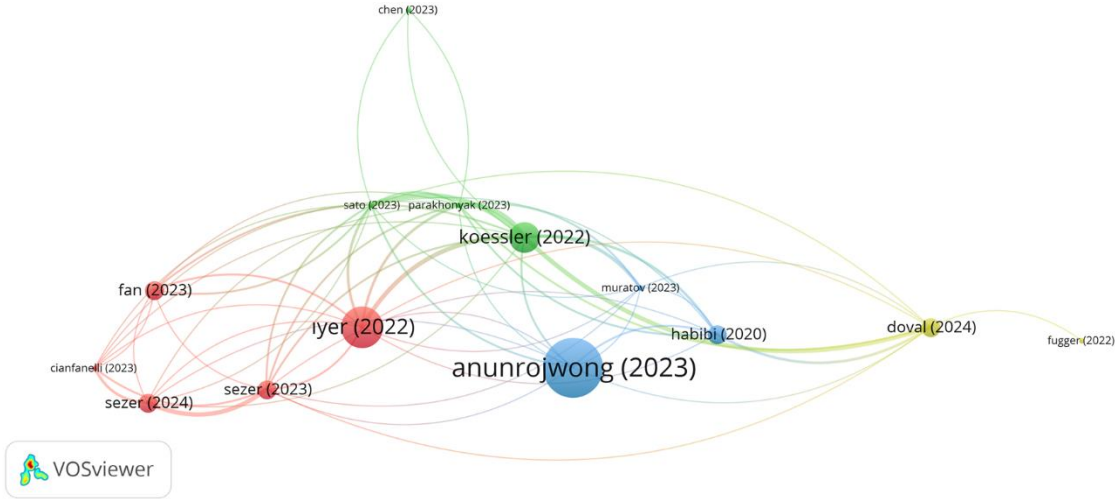 chen (2023)
sato (2023)
parakhonyak (2023)
koessler (2022)
fan (2023)
muratov (2023)
ıyer (2022)
habibi (2020)
doval (2024)
fugger (2022)
cianfanelli (2023)
anunrojwong (2023)
sezer (2023)
sezer (2024)
VOSviewer